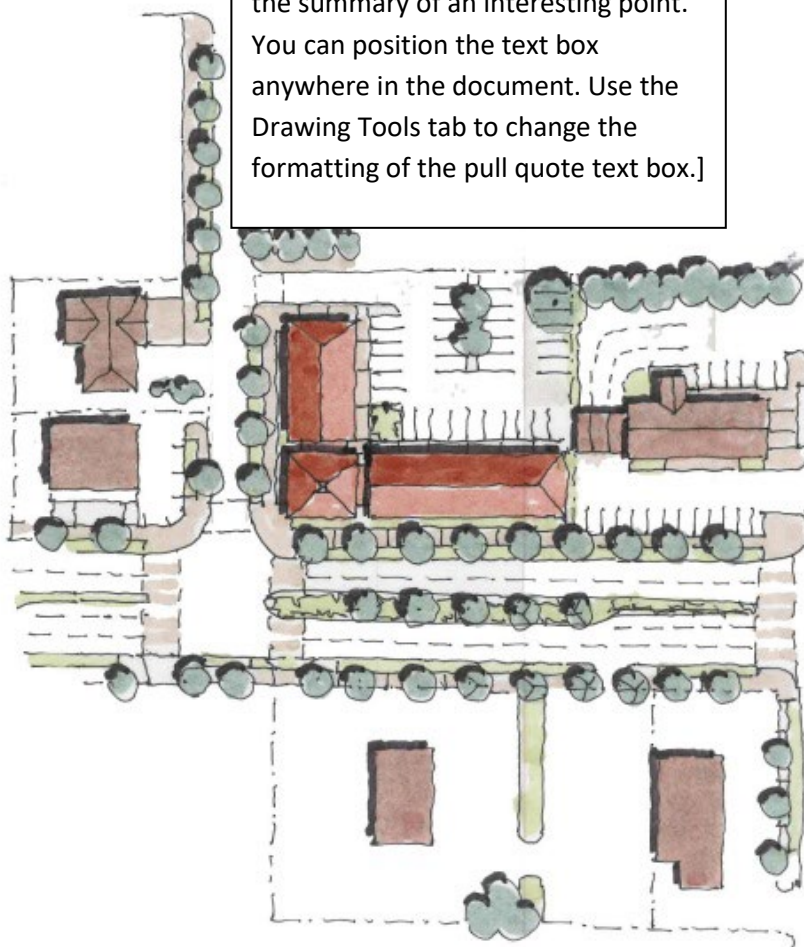 the summary of an interesting point.
You can position the text box
anywhere in the document. Use the
Drawing Tools tab to change the
formatting of the pull quote text box.]